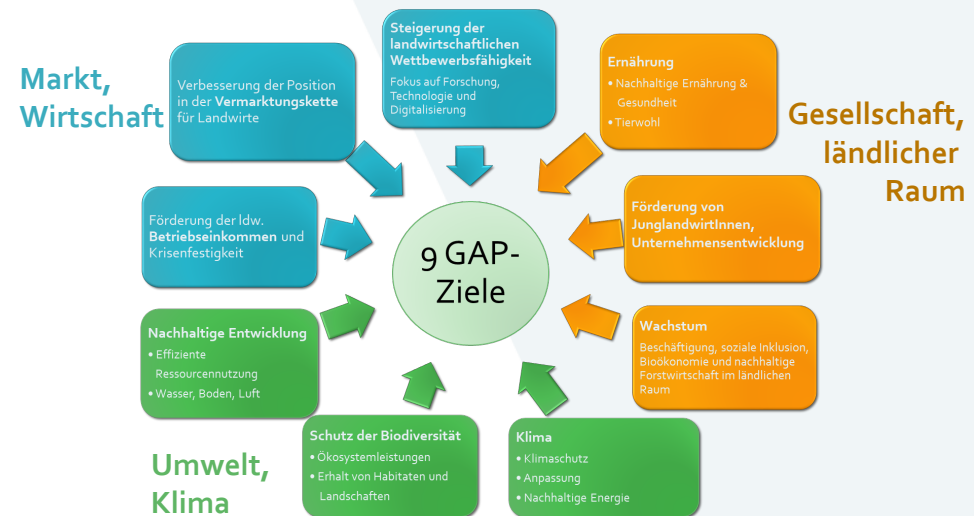 Markt,
Wirtschaft
Verbesserung der Position
in der Vermarktungskette
für Landwirte
Steigerung der
landwirtschaftlichen
Wettbewerbsfähigkeit
Fokus auf Forschung,
Technologie und
Digitalisierung
Ernährung
• Nachhaltige Ernährung &
Gesundheit
• Tierwohl
Gesellschaft,
ländlicher
Raum
Förderung der ldw.
Betriebseinkommen und
Krisenfestigkeit
9 GAP-
Ziele
Förderung von
JunglandwirtInnen,
Unternehmensentwicklung
Nachhaltige Entwicklung
• Effiziente
Ressourcennutzung
• Wasser, Boden, Luft
Wachstum
Beschäftigung, soziale Inklusion,
Bioökonomie und nachhaltige
Forstwirtschaft im ländlichen
Raum
Umwelt,
Klima
Schutz der Biodiversität
• Ökosystemleistungen
• Erhalt von Habitaten und
Landschaften
Klima
• Klimaschutz
• Anpassung
• Nachhaltige Energie